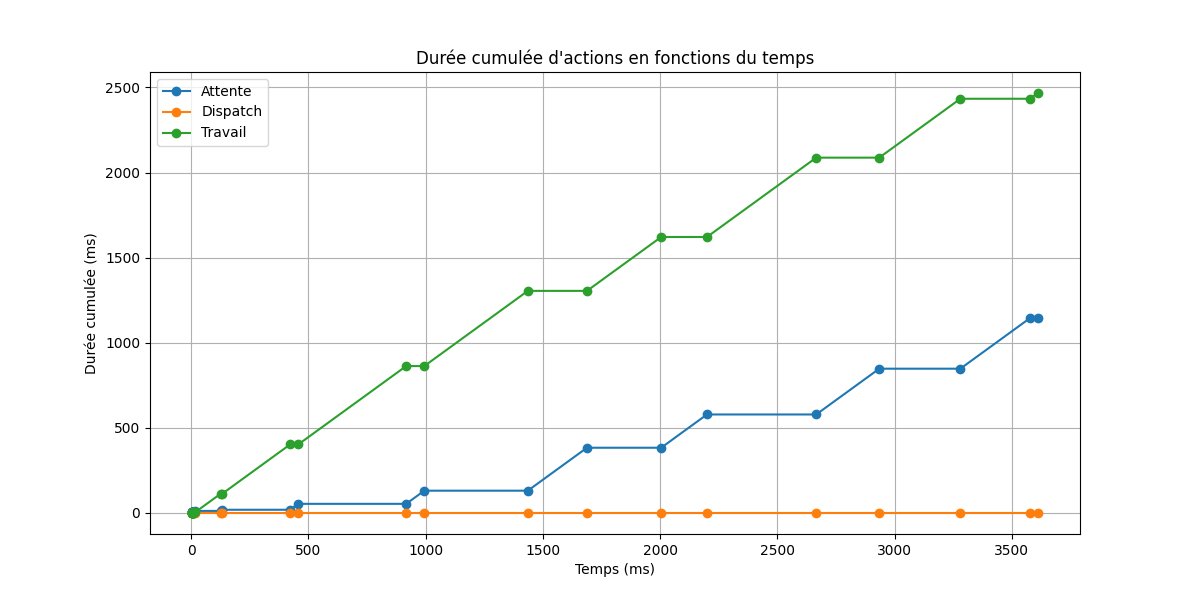 Durée cumulée d'actions en fonctions du temps
Attente
Dispatch
Travail
Durée cumulée (ms)
2500
2000
1500
1000
500
0
0 500 1000 1500 2000 2500 3000 3500
Temps (ms)